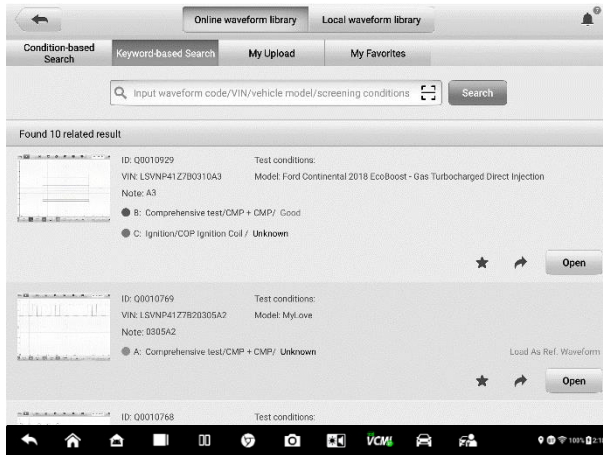 Online waveform library
Local waveform library
Condition-based Search
Keyword-based Search
My Upload
My Favorites
Input waveform code/VIN/vehicle model/screening conditions
Search
Found 10 related result
ID: Q0010929
Test conditions:
VIN: LSVNP41Z7B0310A3
Model: Ford Continental 2018 EcoBoost - Gas Turbocharged Direct Injection
Note: A3
B: Comprehensive test/CMP + CMP/ Good
C: Ignition/COP Ignition Coil / Unknown
Open
ID: Q0010769
Test conditions:
VIN: LSVNP41Z7B20305A2
Model: MyLove
Note: 0305A2
A: Comprehensive test/CMP + CMP/ Unknown
Load As Ref. Waveform
Open
ID: Q0010768
Test conditions:
VCMI
100%